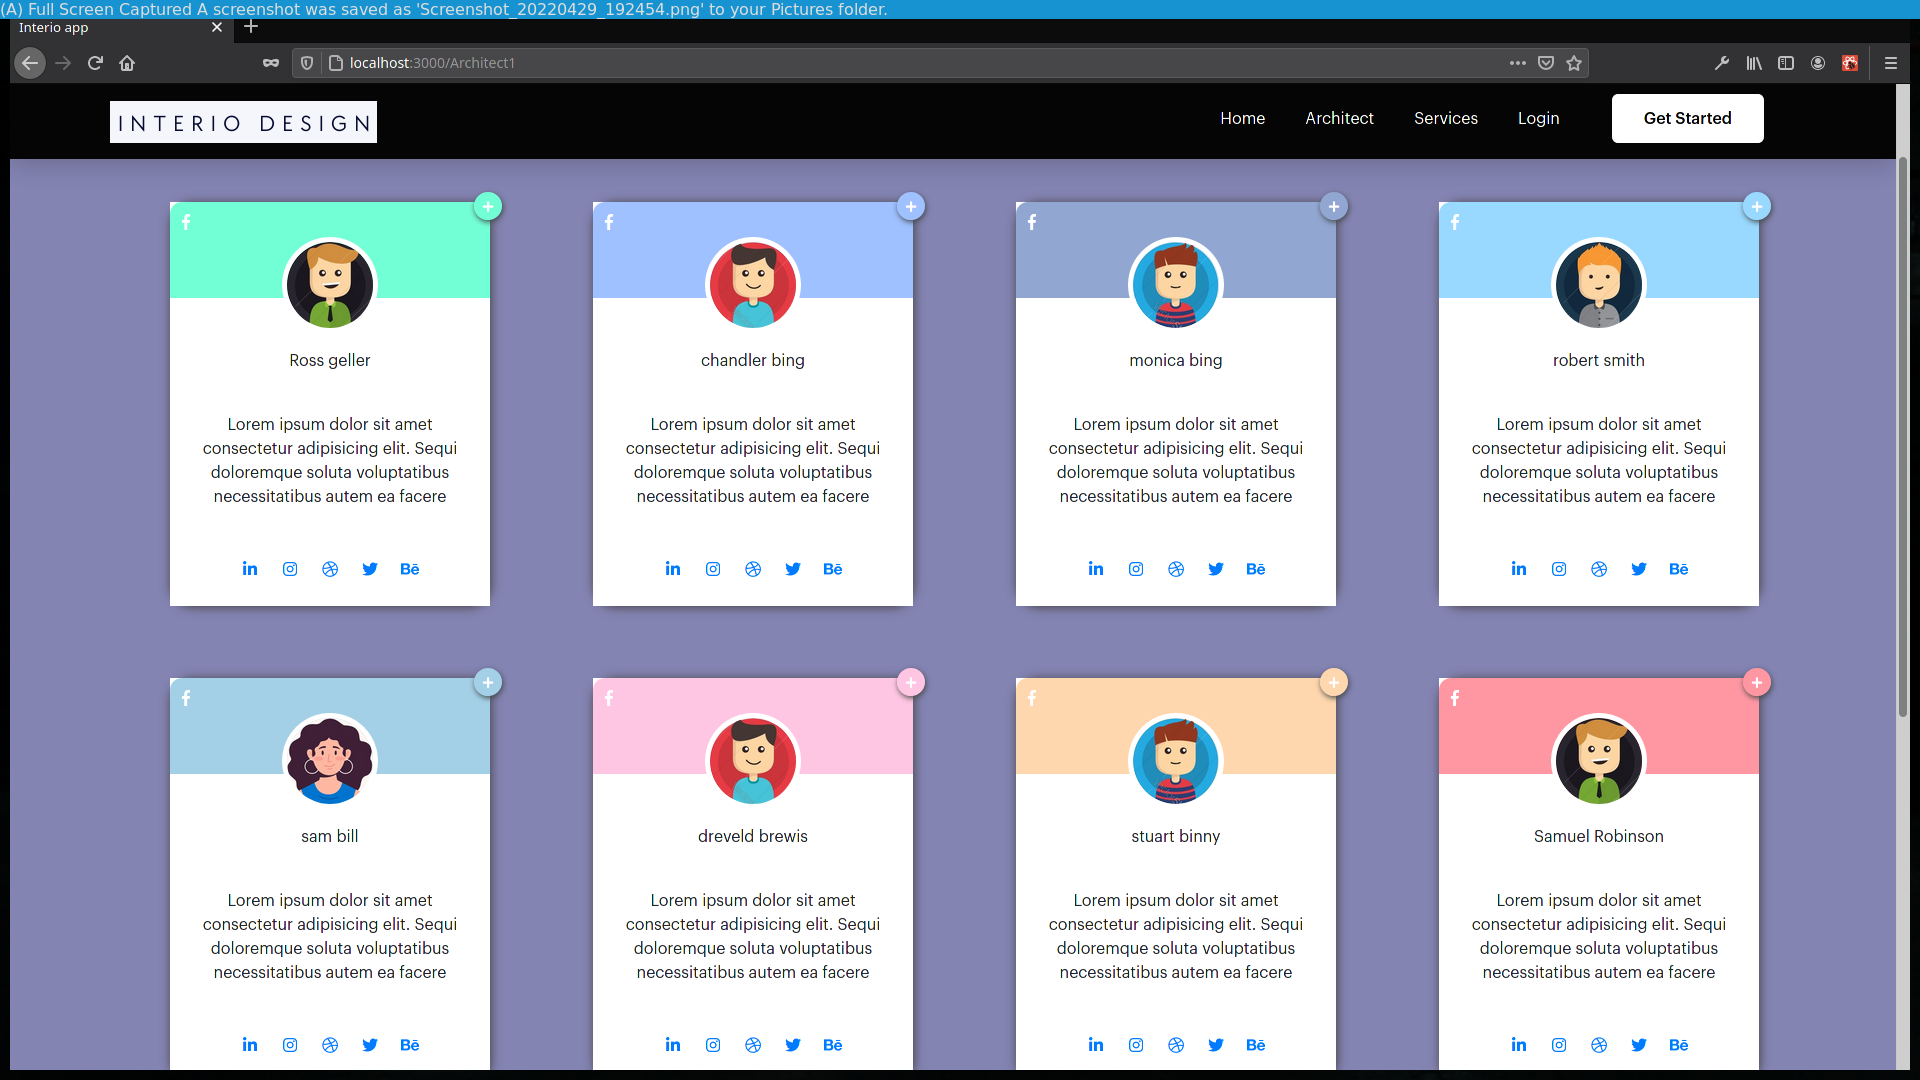 (A) Full Screen Captured A screenshot was saved as 'Screenshot_20220429_192454.png' to your Pictures folder.
Interio app
localhost:3000/Architect1
INTERIO DESIGN
Home Architect Services Login Get Started
Ross geller
Lorem ipsum dolor sit amet
consectetur adipisicing elit. Sequi
doloremque soluta voluptatibus
necessitatibus autem ea facere
Bē
chandler bing
Lorem ipsum dolor sit amet
consectetur adipisicing elit. Sequi
doloremque soluta voluptatibus
necessitatibus autem ea facere
Bē
monica bing
Lorem ipsum dolor sit amet
consectetur adipisicing elit. Sequi
doloremque soluta voluptatibus
necessitatibus autem ea facere
Bē
robert smith
Lorem ipsum dolor sit amet
consectetur adipisicing elit. Sequi
doloremque soluta voluptatibus
necessitatibus autem ea facere
Bē
sam bill
Lorem ipsum dolor sit amet
consectetur adipisicing elit. Sequi
doloremque soluta voluptatibus
necessitatibus autem ea facere
Bē
dreveld brewis
Lorem ipsum dolor sit amet
consectetur adipisicing elit. Sequi
doloremque soluta voluptatibus
necessitatibus autem ea facere
Bē
stuart binny
Lorem ipsum dolor sit amet
consectetur adipisicing elit. Sequi
doloremque soluta voluptatibus
necessitatibus autem ea facere
Bē
Samuel Robinson
Lorem ipsum dolor sit amet
consectetur adipisicing elit. Sequi
doloremque soluta voluptatibus
necessitatibus autem ea facere
Bē